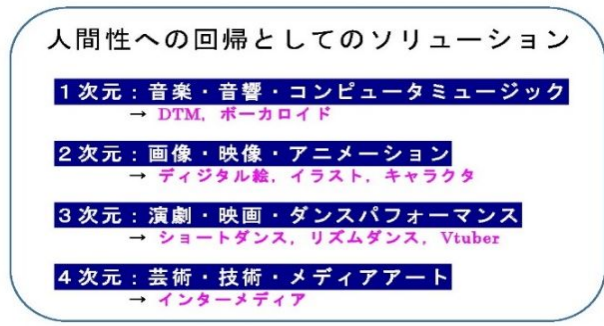 人間性への回帰としてのソリューション
1次元：音楽・音響・コンピュータミュージック
→ DTM, ボーカロイド
2次元：画像・映像・アニメーション
→ ディジタル絵, イラスト, キャラクタ
3次元：演劇・映画・ダンスパフォーマンス
→ ショートダンス, リズムダンス, Vtuber
4次元：芸術・技術・メディアアート
→ インターメディア